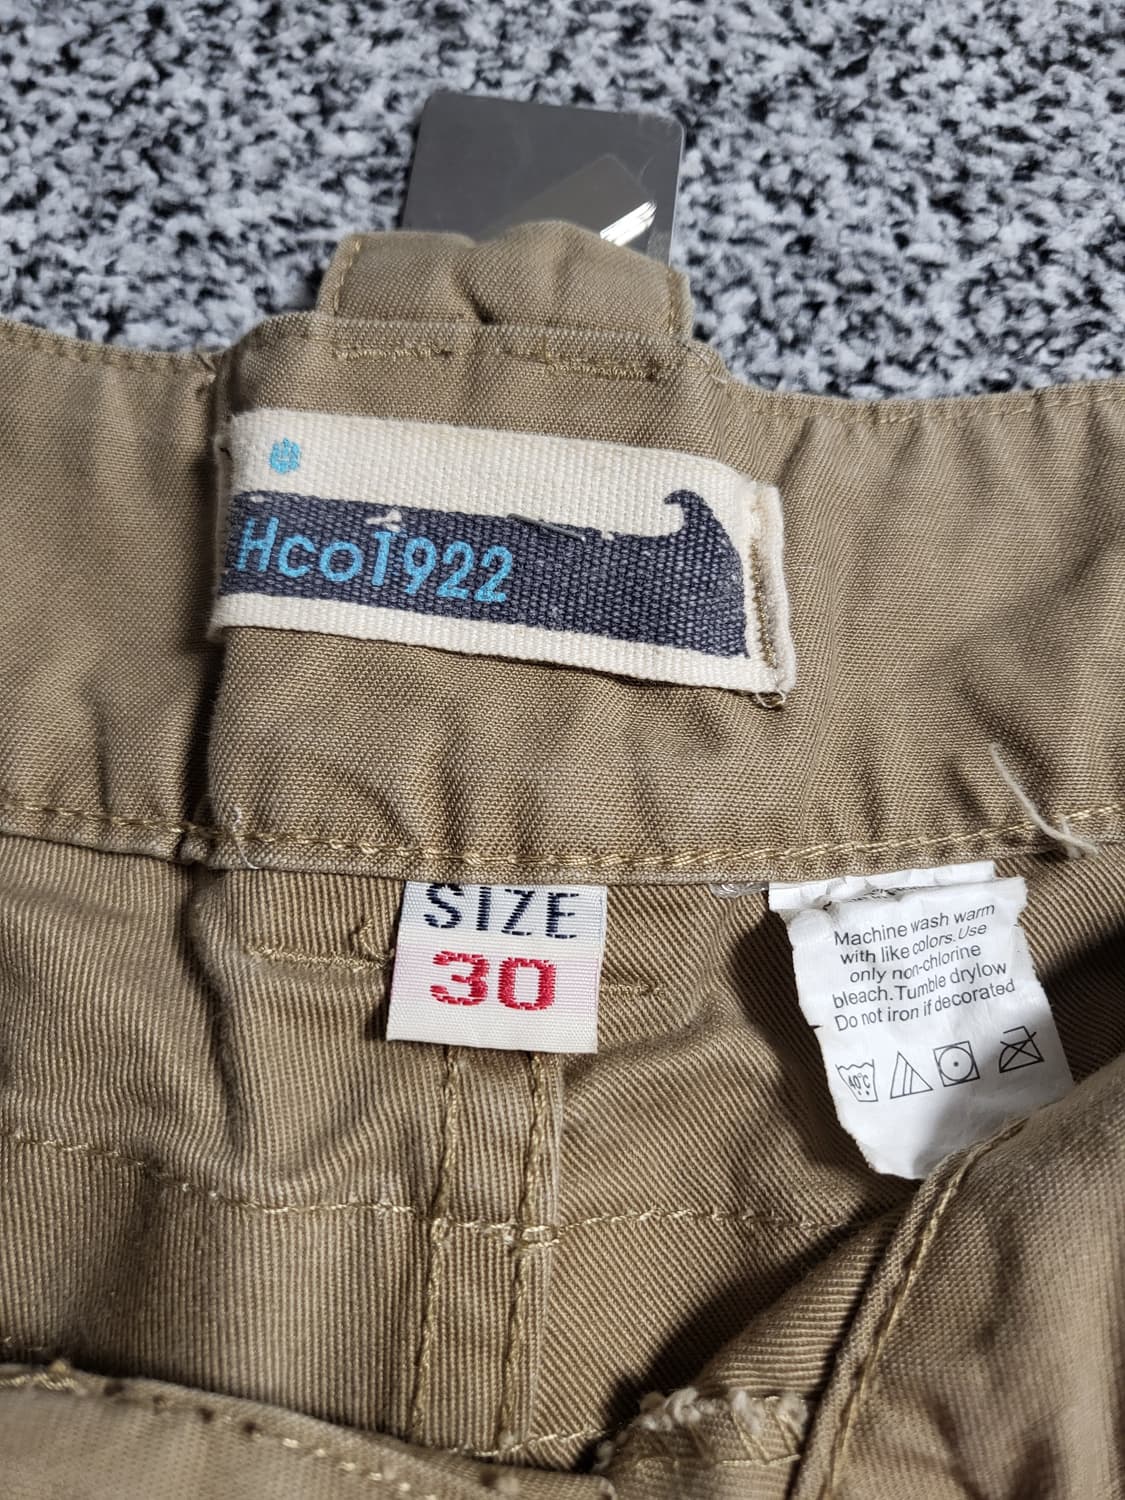 Hco1922
SIZE
30
Machine wash warm
with like colors. Use
only non-chlorine
bleach. Tumble drylow
Do not iron if decorated
40°C